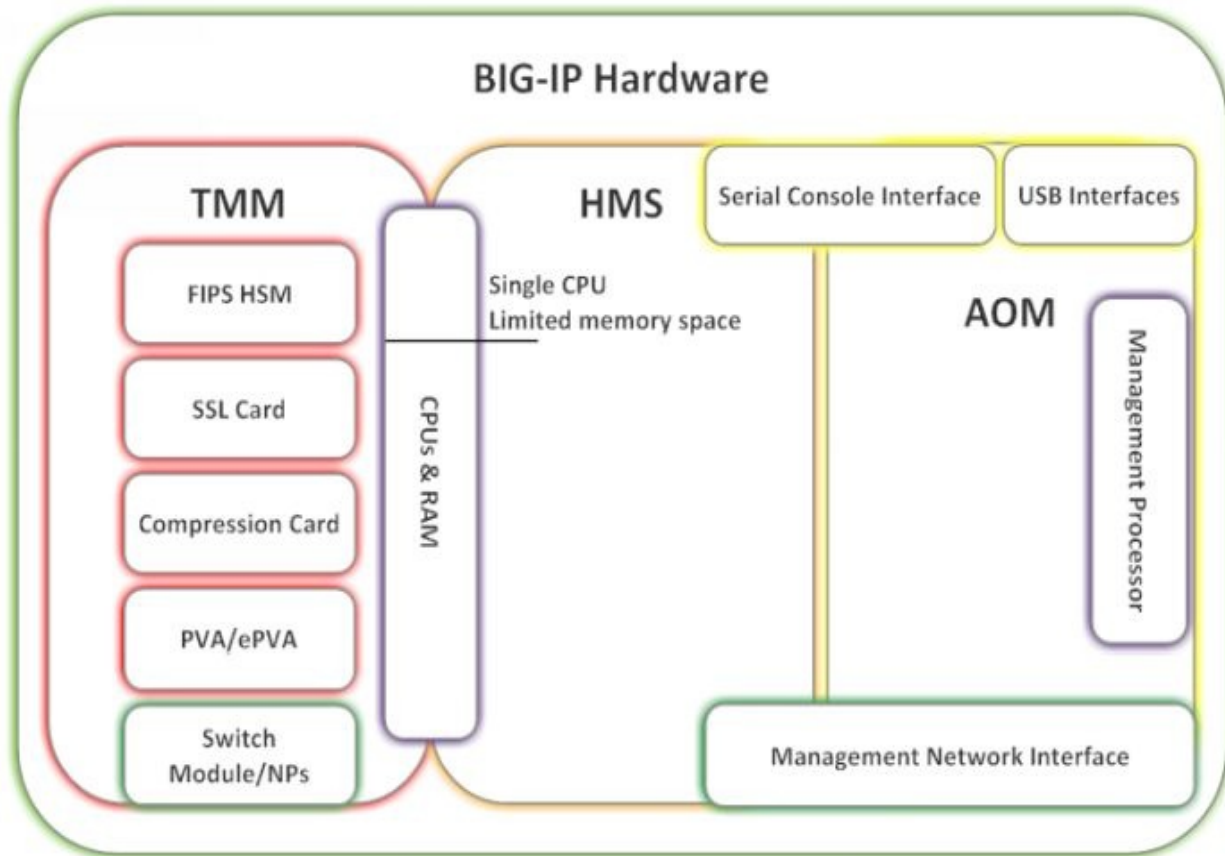 BIG-IP Hardware
TMM
FIPS HSM
SSL Card
Compression Card
PVA/ePVA
Switch
Module/NPs
CPUs & RAM
HMS
Single CPU
Limited memory space
Serial Console Interface
USB Interfaces
AOM
Management Processor
Management Network Interface